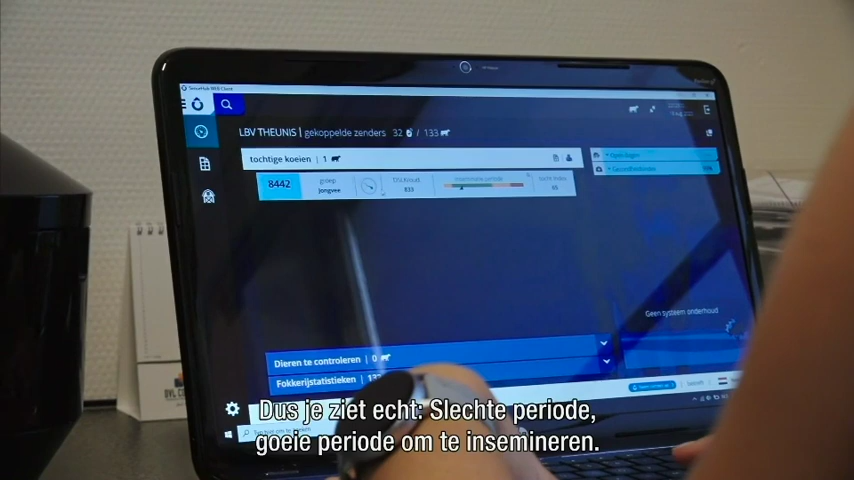 SenseHub WEB Client
LBV THEUNIS | gekoppelde zenders 32 / 133
tochtige koeien | 1
8442
groep
Jongvee
833
inseminatie periode
tocht index
65
Open dagen
Gezondheidsindex
Geen systeem onderhoud
Dieren te controleren | 0
Fokkerijstatistieken |
Dus je ziet echt: Slechte periode,
goeie periode om te insemineren.